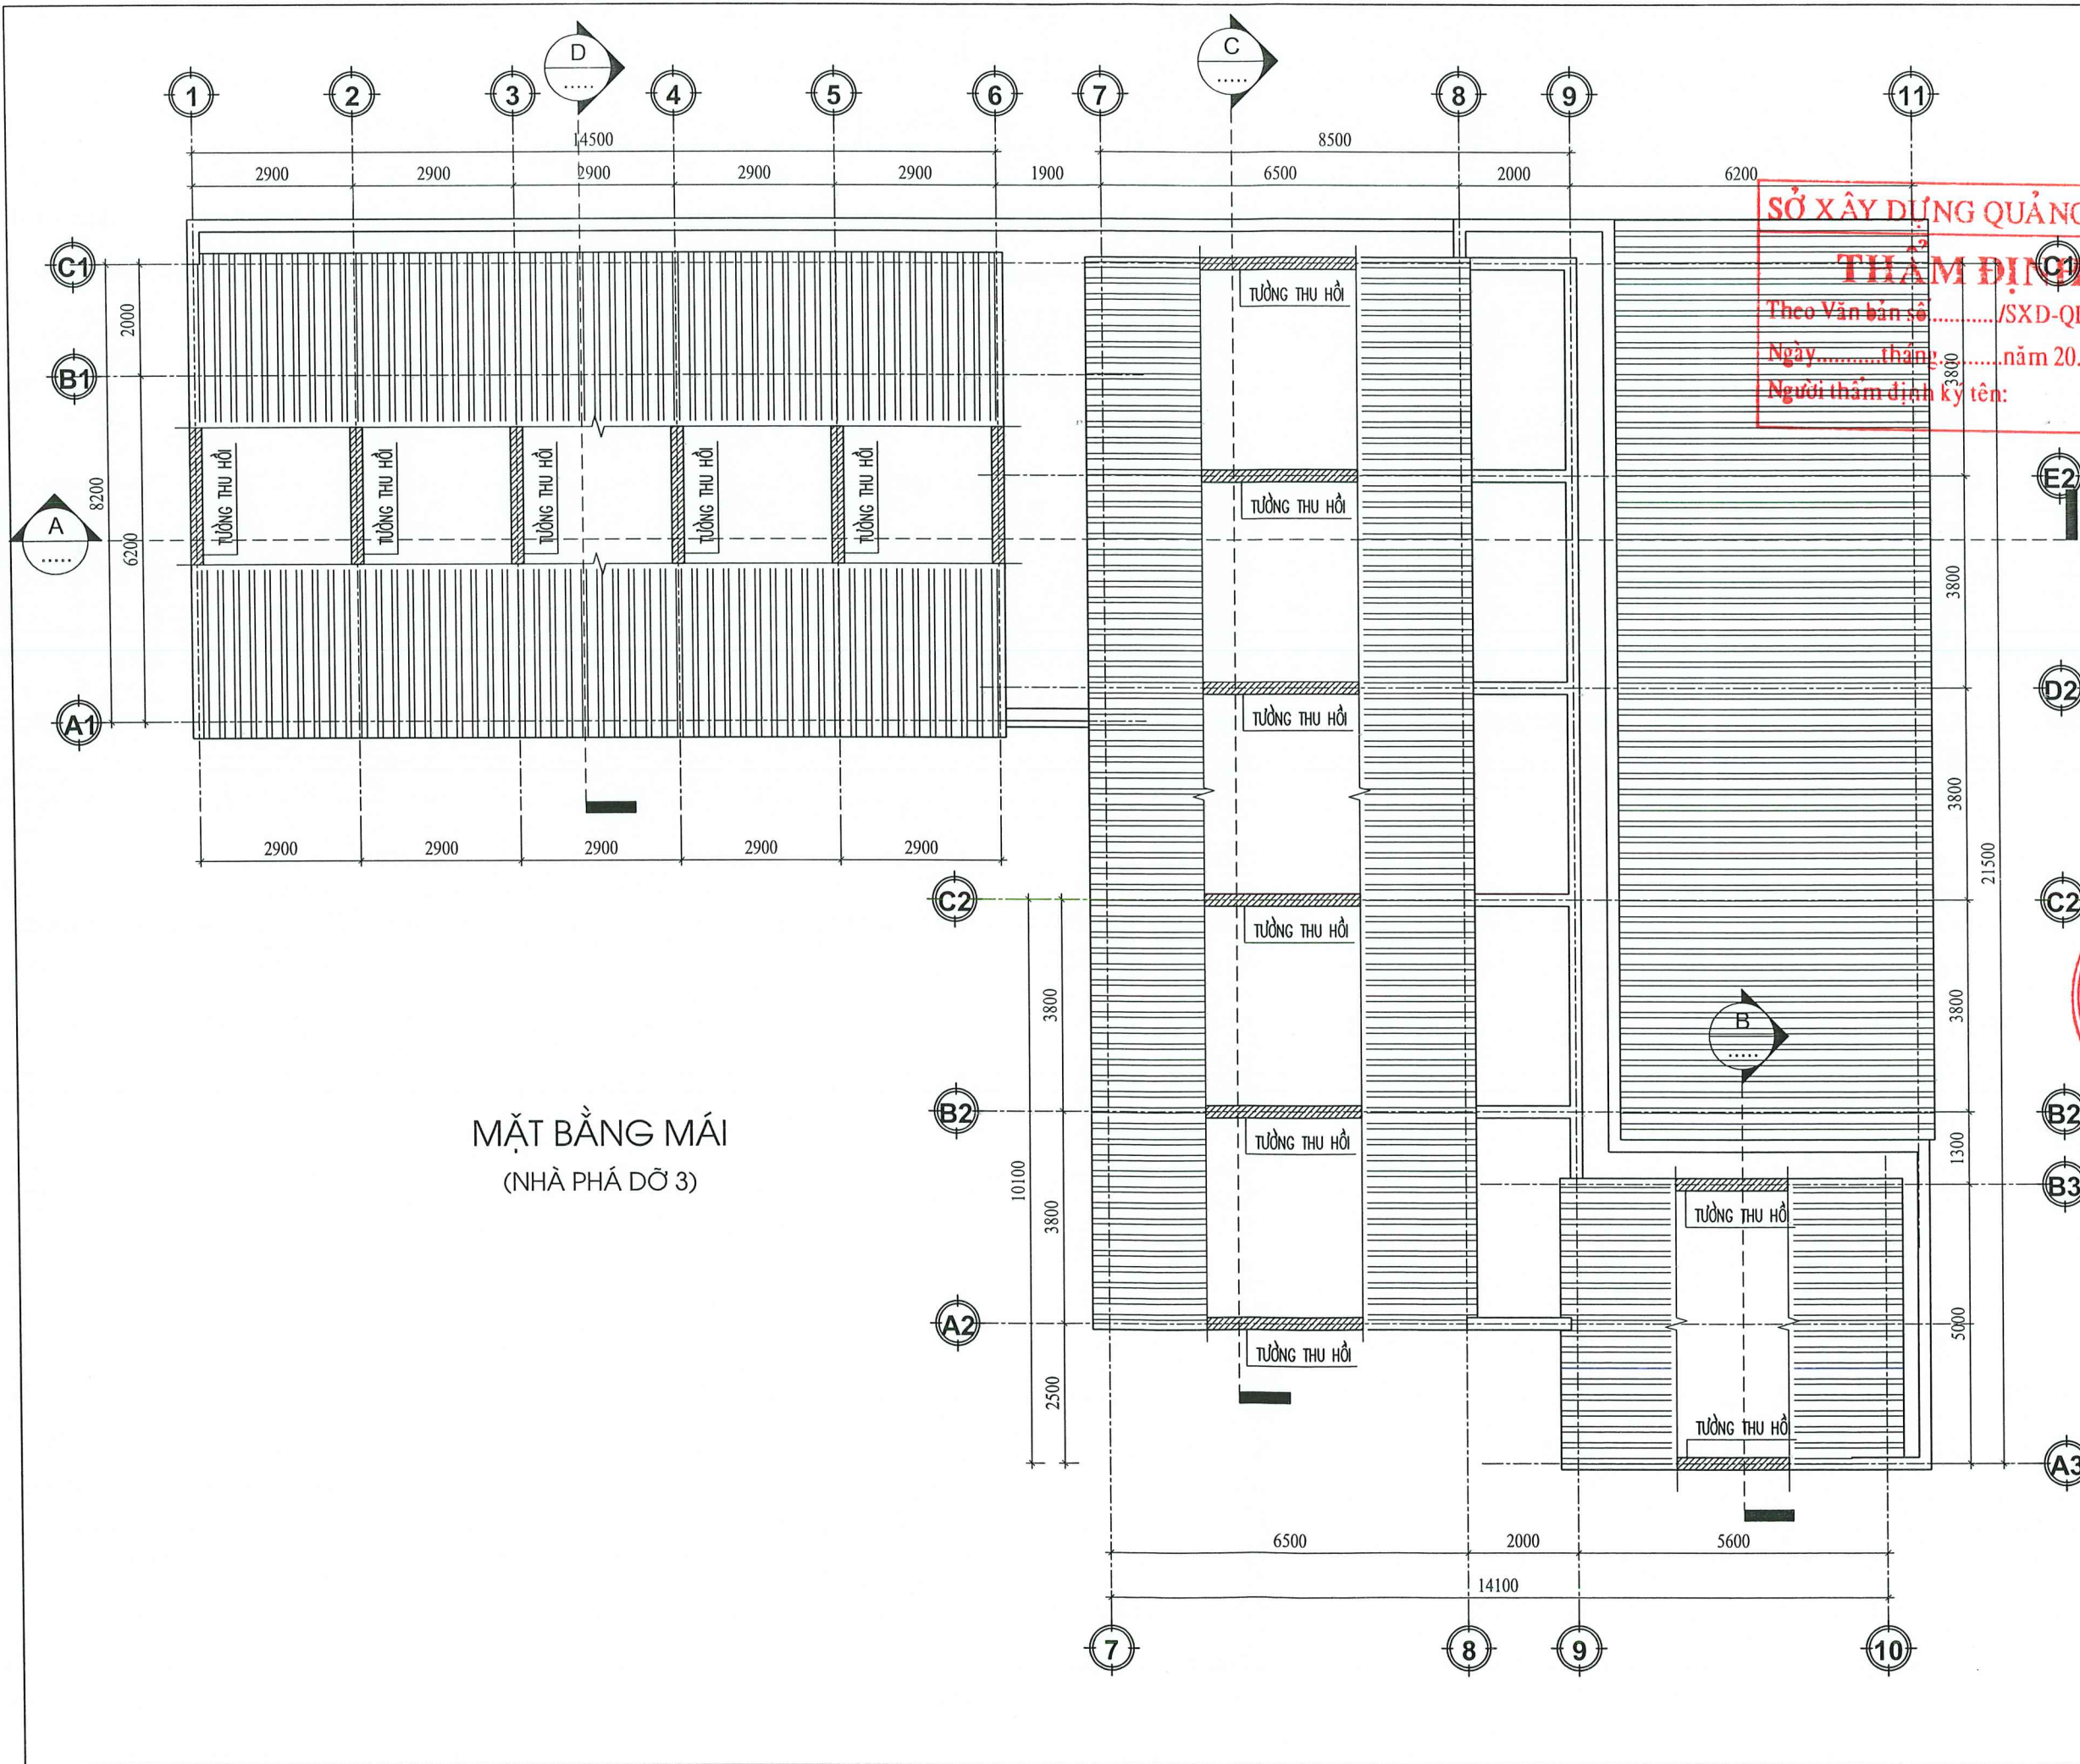 D
.....
C
.....
1
2
3
4
5
6
7
8
9
11
14500
8500
2900
2900
2900
2900
2900
1900
6500
2000
6200
SỞ XÂY DỰNG QUẢNG
THẨM ĐỊNH
Theo Văn bản số............/SXD-QL
Ngày..........tháng..........năm 20.
Người thẩm định ký tên:
C1
B1
A1
2000
8200
6200
A
.....
TƯỜNG THU HỒI
TƯỜNG THU HỒI
TƯỜNG THU HỒI
TƯỜNG THU HỒI
TƯỜNG THU HỒI
TƯỜNG THU HỒI
TƯỜNG THU HỒI
TƯỜNG THU HỒI
TƯỜNG THU HỒI
TƯỜNG THU HỒI
TƯỜNG THU HỒI
C1
E2
D2
C2
B2
B3
A3
3800
3800
3800
3800
1300
5000
21500
2900
2900
2900
2900
2900
C2
B2
A2
3800
3800
10100
2500
B
.....
TƯỜNG THU HỒI
TƯỜNG THU HỒI
MẶT BẰNG MÁI
(NHÀ PHÁ DỠ 3)
6500
2000
5600
14100
7
8
9
10